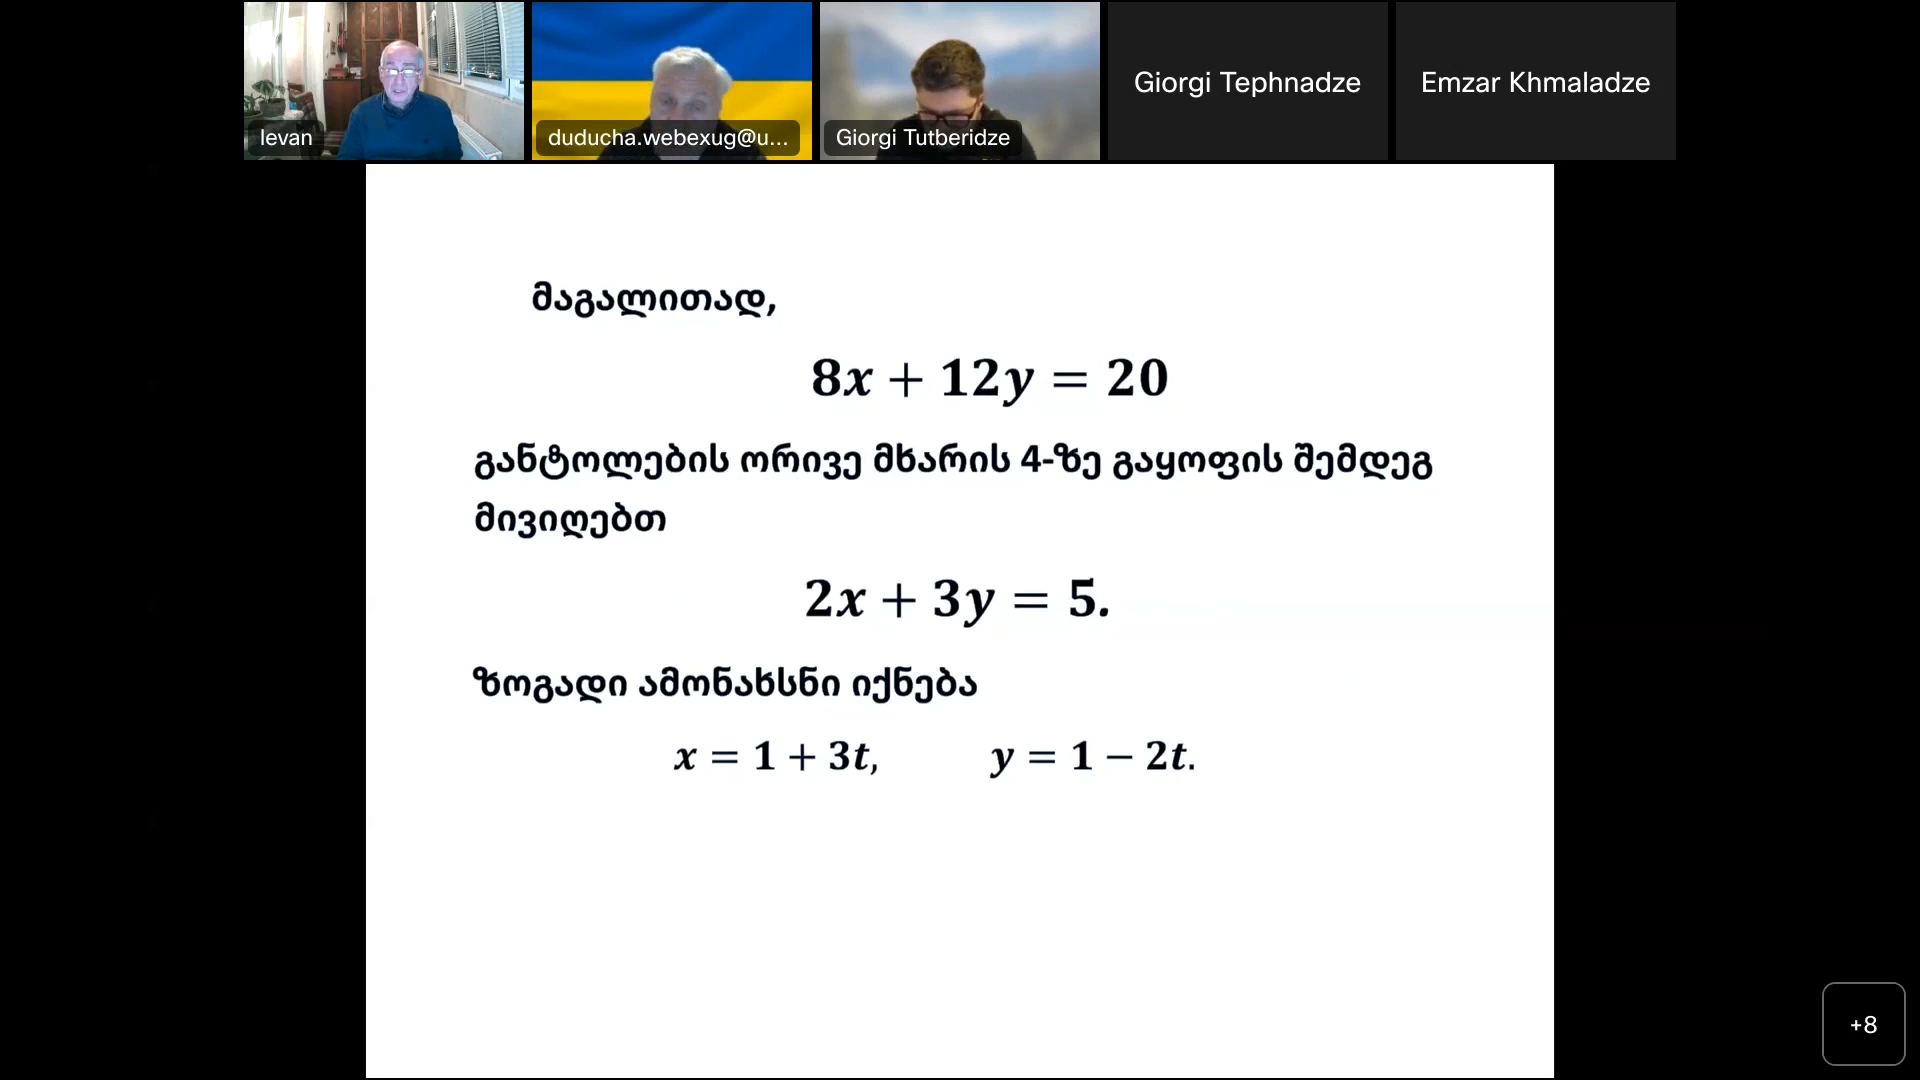 levan
duducha.webexug@u...
Giorgi Tutberidze
Giorgi Tephnadze
Emzar Khmaladze
მაგალითად,
8x + 12y = 20
განტოლების ორივე მხარის 4-ზე გაყოფის შემდეგ
მივიღებთ
2x + 3y = 5.
ზოგადი ამონახსნი იქნება
x = 1 + 3t, y = 1 − 2t.
+8